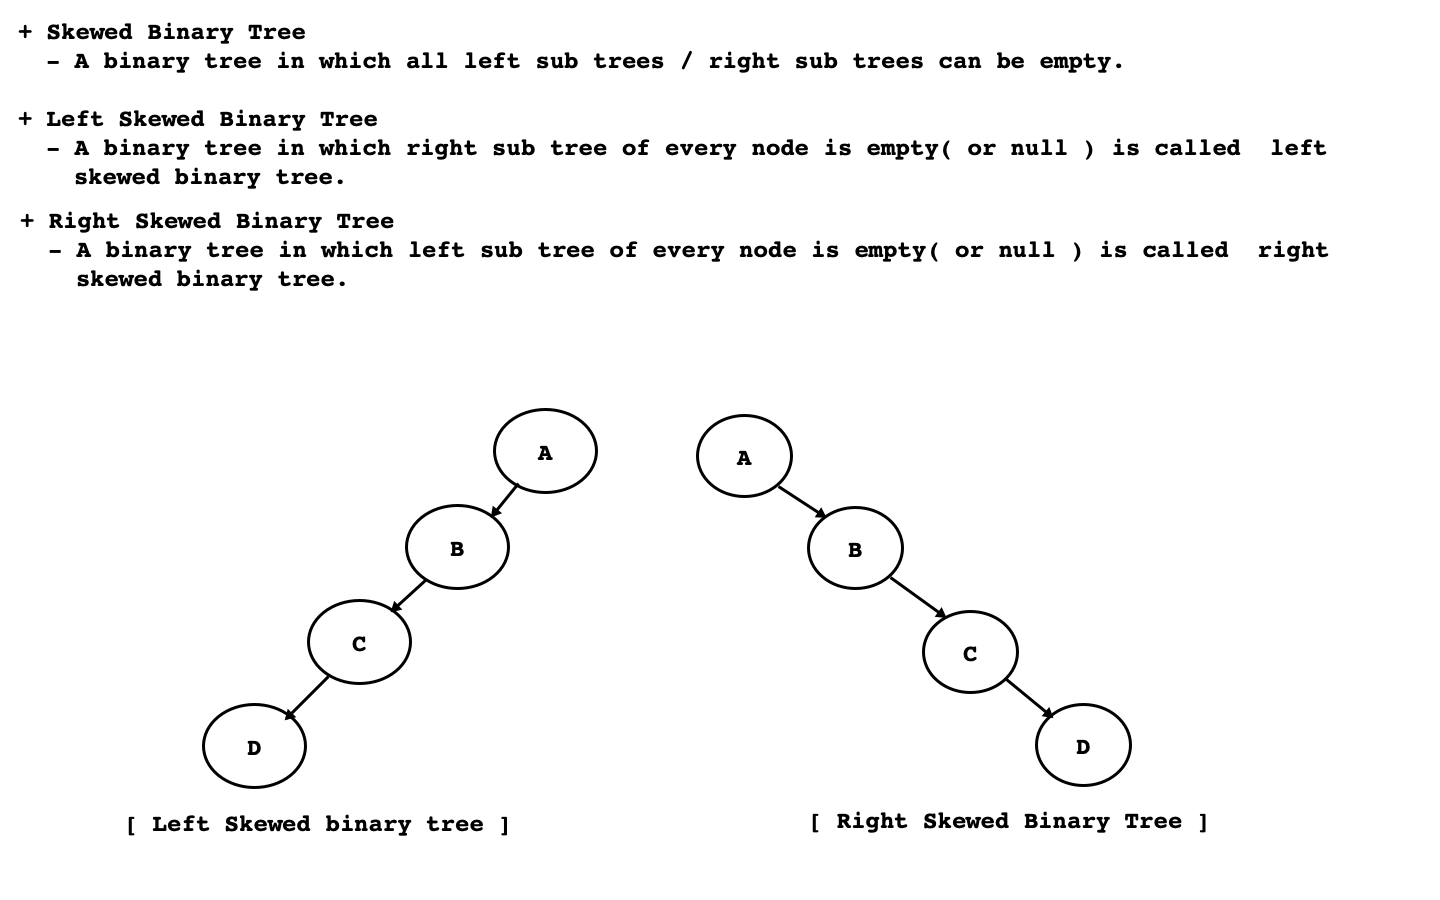 + Skewed Binary Tree
- A binary tree in which all left sub trees / right sub trees can be empty.
+ Left Skewed Binary Tree
- A binary tree in which right sub tree of every node is empty( or null ) is called  left
skewed binary tree.
+ Right Skewed Binary Tree
- A binary tree in which left sub tree of every node is empty( or null ) is called  right
skewed binary tree.
A
B
C
D
[ Left Skewed binary tree ]
A
B
C
D
[ Right Skewed Binary Tree ]